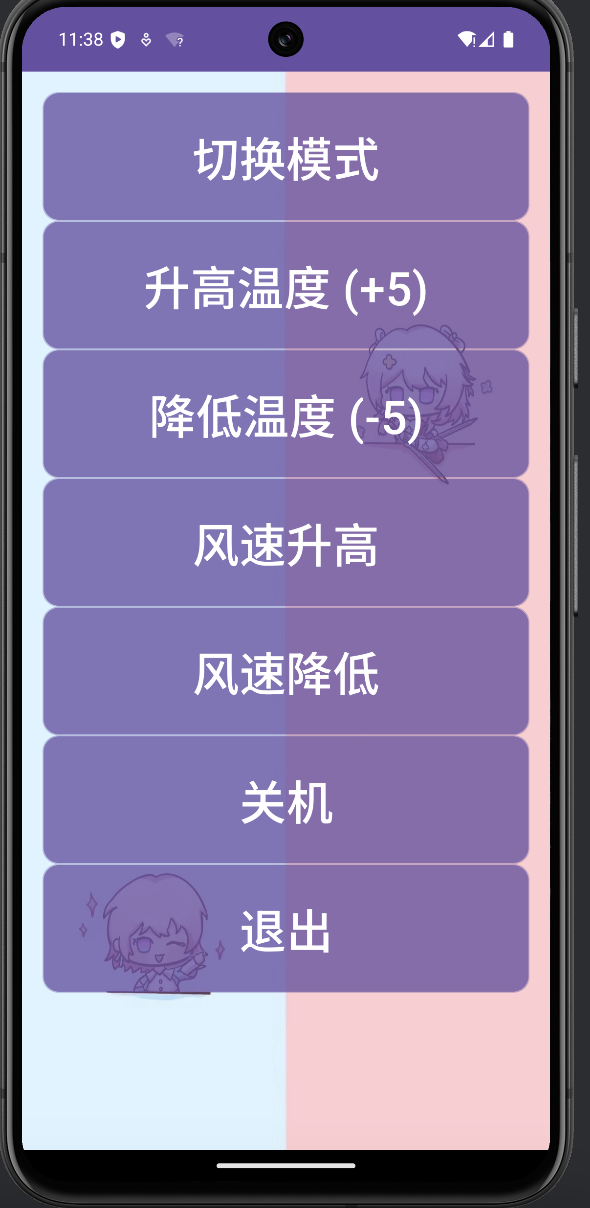 11:38
切换模式
升高温度 (+5)
降低温度 (-5)
风速升高
风速降低
关机
退出